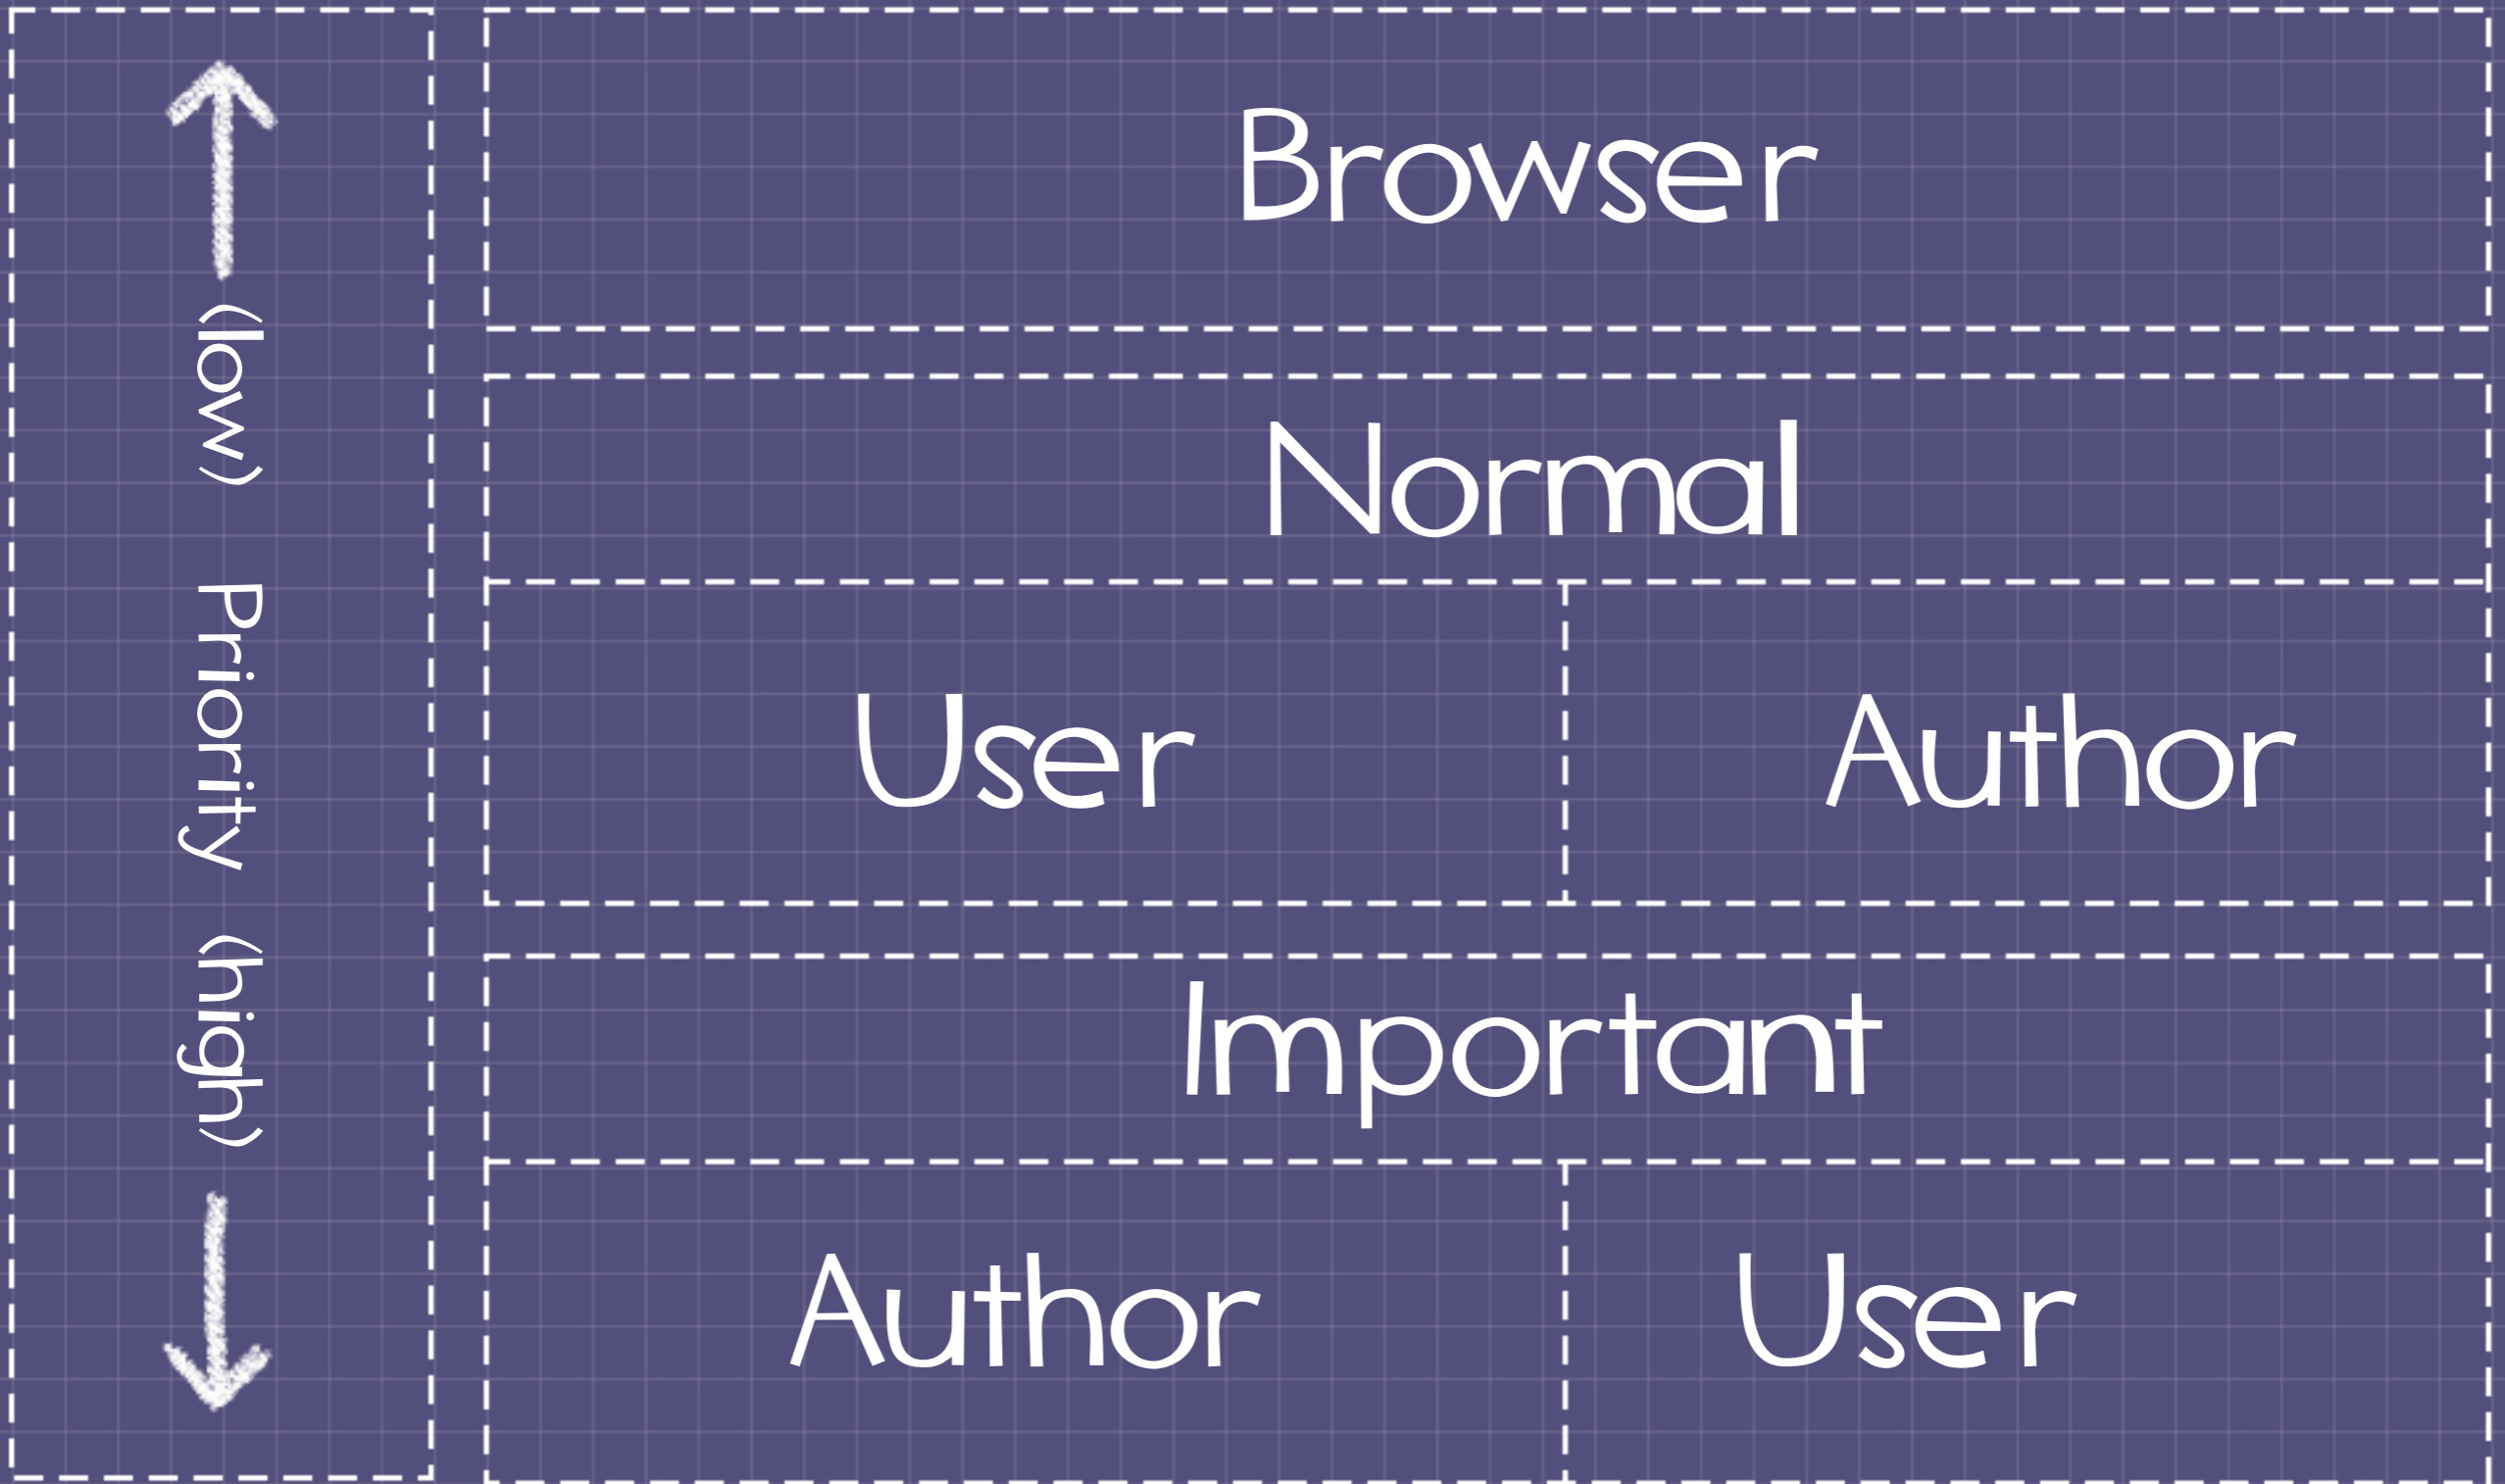 (low) Priority (high)
Browser
Normal
User Author
Important
Author User